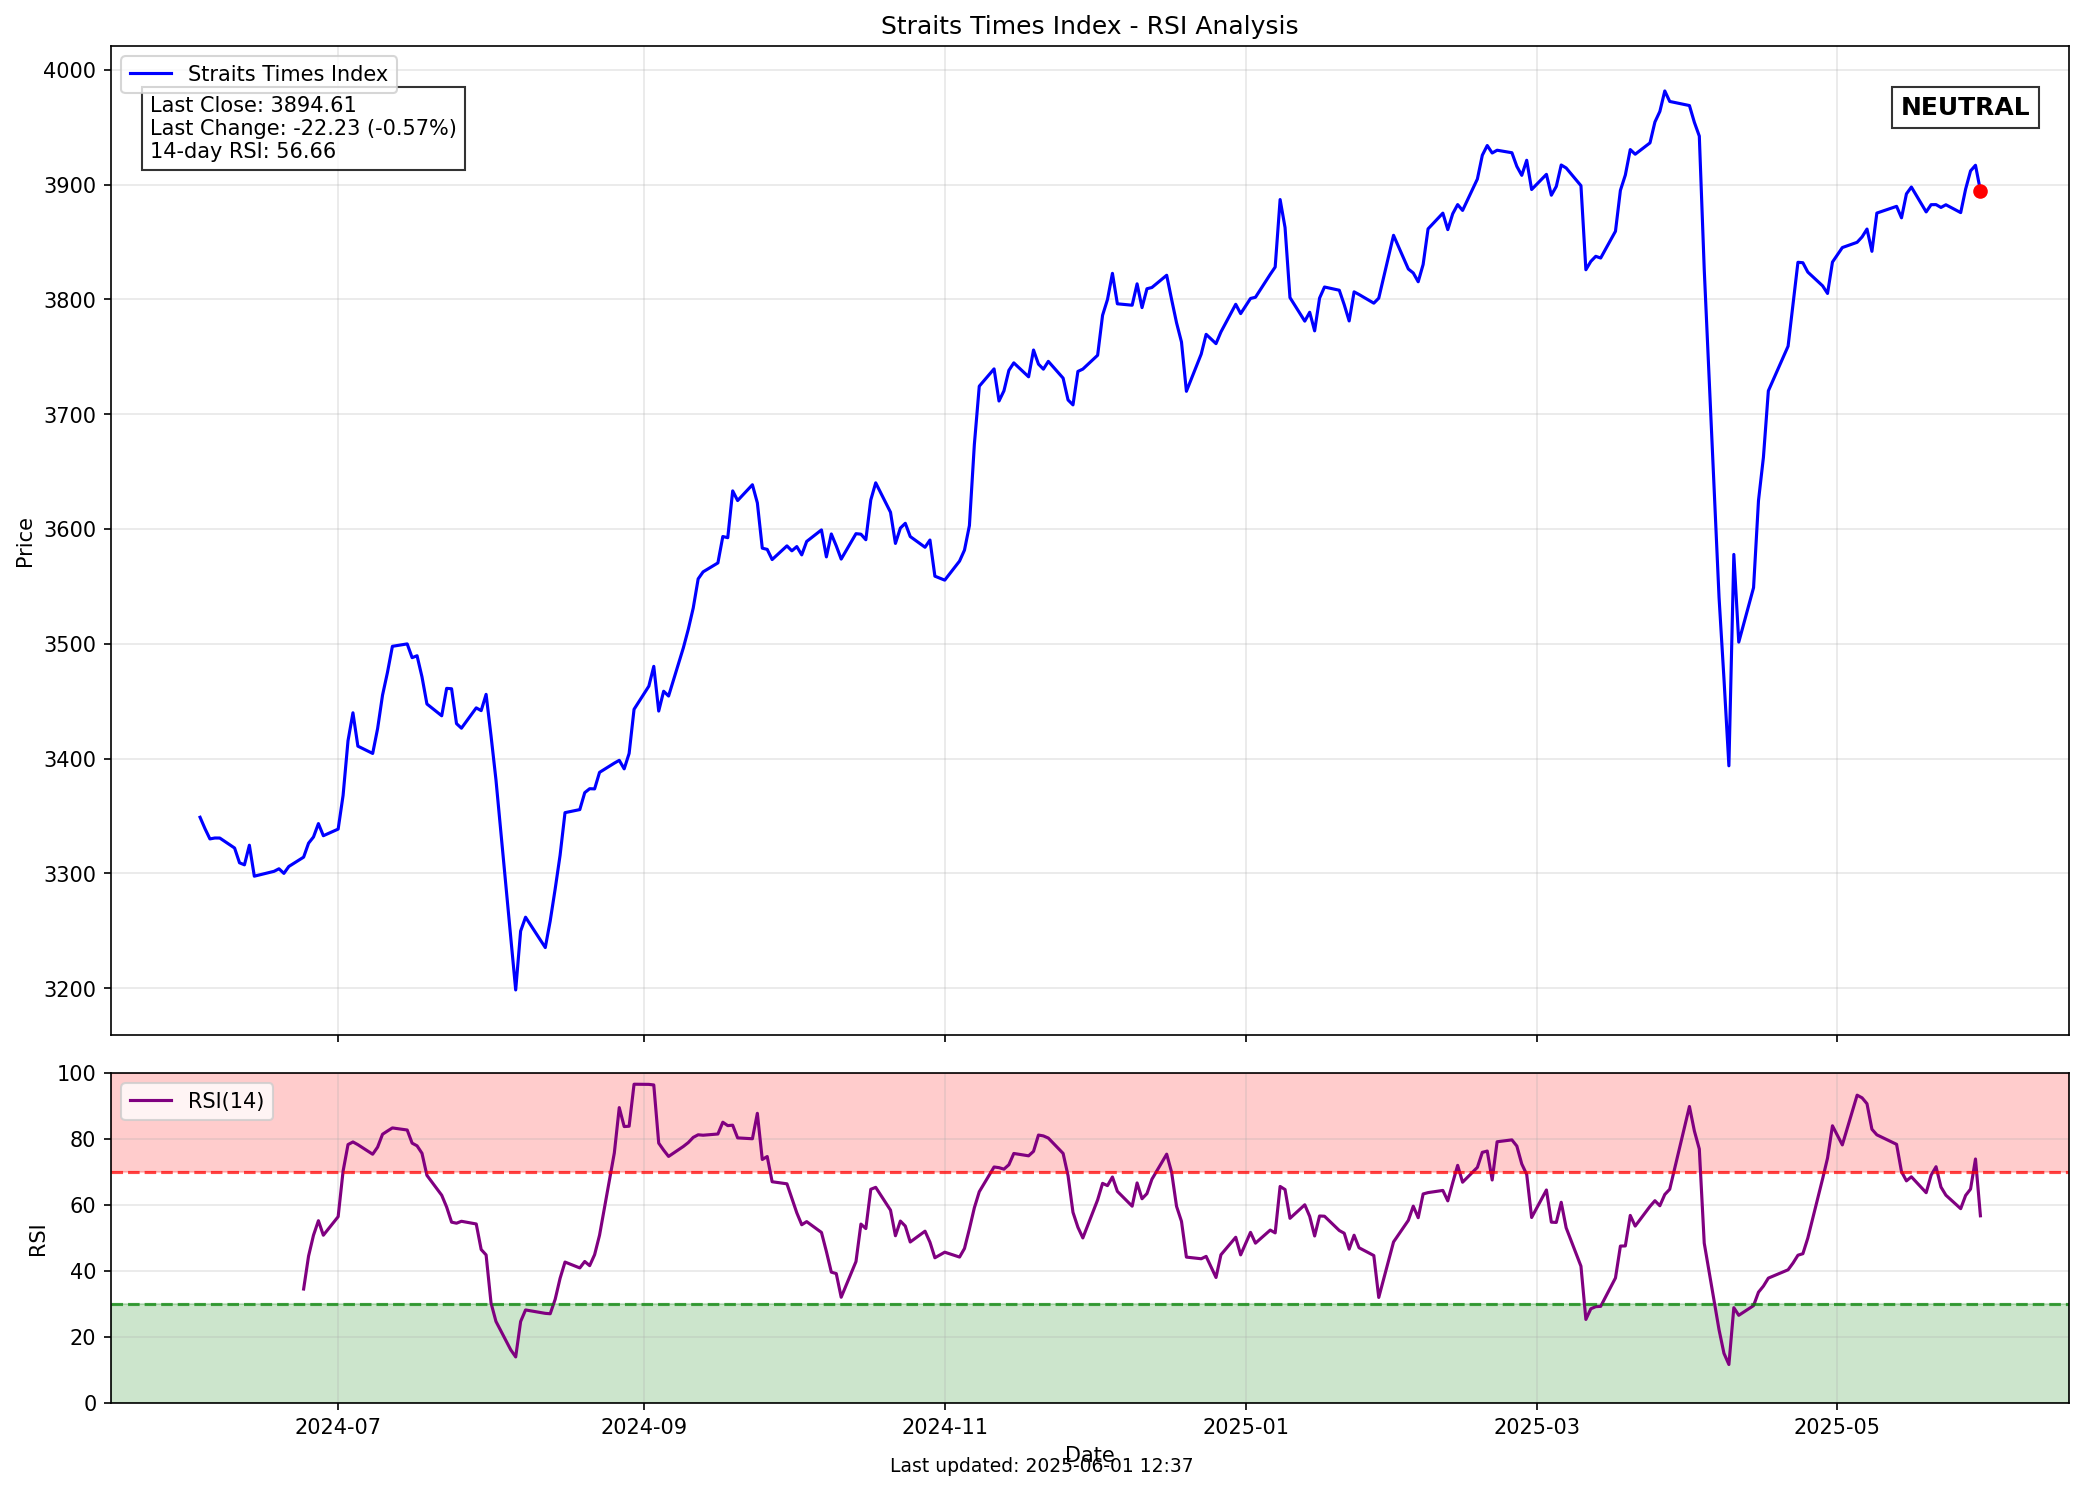 Straits Times Index - RSI Analysis
Straits Times Index
Last Close: 3894.61
Last Change: -22.23 (-0.57%)
14-day RSI: 56.66
NEUTRAL
Price
4000
3900
3800
3700
3600
3500
3400
3300
3200
RSI(14)
RSI
100
80
60
40
20
0
2024-07
2024-09
2024-11
2025-01
2025-03
2025-05
Date
Last updated: 2025-06-01 12:37